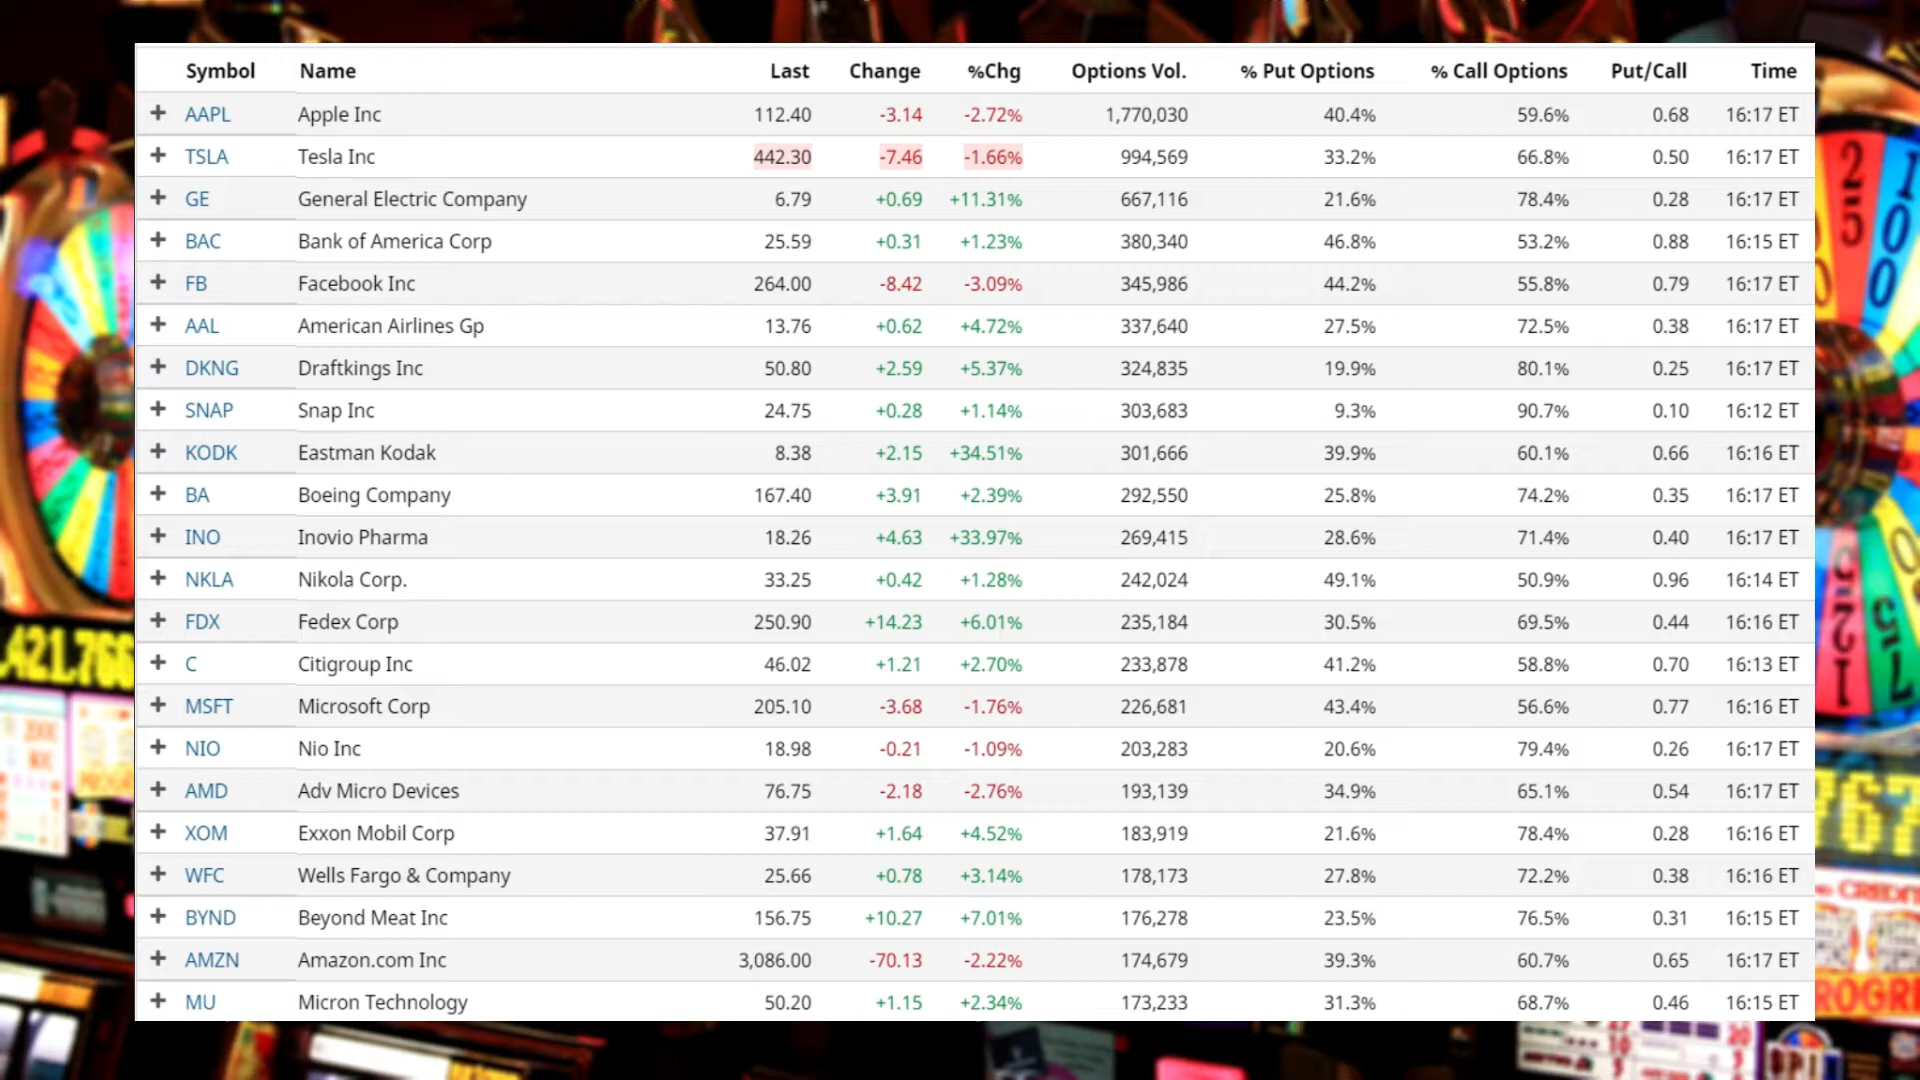 Symbol Name Last Change %Chg Options Vol. % Put Options % Call Options Put/Call Time
+ AAPL Apple Inc 112.40 -3.14 -2.72% 1,770,030 40.4% 59.6% 0.68 16:17 ET
+ TSLA Tesla Inc 442.30 -7.46 -1.66% 994,569 33.2% 66.8% 0.50 16:17 ET
+ GE General Electric Company 6.79 +0.69 +11.31% 667,116 21.6% 78.4% 0.28 16:17 ET
+ BAC Bank of America Corp 25.59 +0.31 +1.23% 380,340 46.8% 53.2% 0.88 16:15 ET
+ FB Facebook Inc 264.00 -8.42 -3.09% 345,986 44.2% 55.8% 0.79 16:17 ET
+ AAL American Airlines Gp 13.76 +0.62 +4.72% 337,640 27.5% 72.5% 0.38 16:17 ET
+ DKNG Draftkings Inc 50.80 +2.59 +5.37% 324,835 19.9% 80.1% 0.25 16:17 ET
+ SNAP Snap Inc 24.75 +0.28 +1.14% 303,683 9.3% 90.7% 0.10 16:12 ET
+ KODK Eastman Kodak 8.38 +2.15 +34.51% 301,666 39.9% 60.1% 0.66 16:16 ET
+ BA Boeing Company 167.40 +3.91 +2.39% 292,550 25.8% 74.2% 0.35 16:17 ET
+ INO Inovio Pharma 18.26 +4.63 +33.97% 269,415 28.6% 71.4% 0.40 16:17 ET
+ NKLA Nikola Corp. 33.25 +0.42 +1.28% 242,024 49.1% 50.9% 0.96 16:14 ET
+ FDX Fedex Corp 250.90 +14.23 +6.01% 235,184 30.5% 69.5% 0.44 16:16 ET
+ C Citigroup Inc 46.02 +1.21 +2.70% 233,878 41.2% 58.8% 0.70 16:13 ET
+ MSFT Microsoft Corp 205.10 -3.68 -1.76% 226,681 43.4% 56.6% 0.77 16:16 ET
+ NIO Nio Inc 18.98 -0.21 -1.09% 203,283 20.6% 79.4% 0.26 16:17 ET
+ AMD Adv Micro Devices 76.75 -2.18 -2.76% 193,139 34.9% 65.1% 0.54 16:17 ET
+ XOM Exxon Mobil Corp 37.91 +1.64 +4.52% 183,919 21.6% 78.4% 0.28 16:16 ET
+ WFC Wells Fargo & Company 25.66 +0.78 +3.14% 178,173 27.8% 72.2% 0.38 16:16 ET
+ BYND Beyond Meat Inc 156.75 +10.27 +7.01% 176,278 23.5% 76.5% 0.31 16:15 ET
+ AMZN Amazon.com Inc 3,086.00 -70.13 -2.22% 174,679 39.3% 60.7% 0.65 16:17 ET
+ MU Micron Technology 50.20 +1.15 +2.34% 173,233 31.3% 68.7% 0.46 16:15 ET
25
100
125
75
.421.766
767